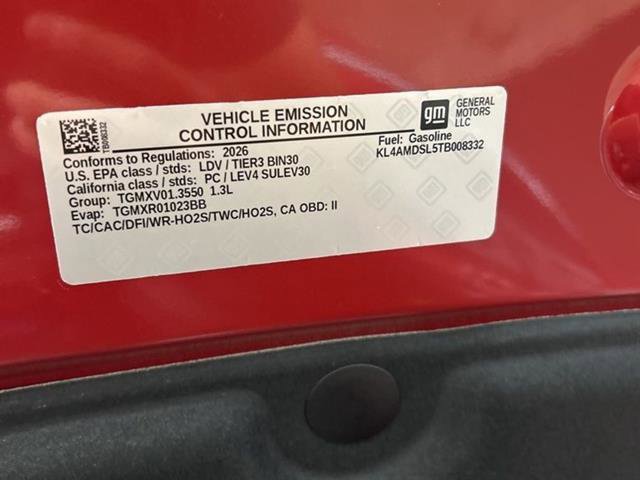 TB008332
VEHICLE EMISSION
CONTROL INFORMATION
gm
GENERAL
MOTORS
LLC
Conforms to Regulations: 2026
Fuel: Gasoline
U.S. EPA class / stds: LDV / TIER3 BIN30
KL4AMDSL5TB008332
California class / stds: PC / LEV4 SULEV30
Group: TGMXV01.3550 1.3L
Evap: TGMXR01023BB
TC/CAC/DFI/WR-HO2S/TWC/HO2S, CA OBD: II